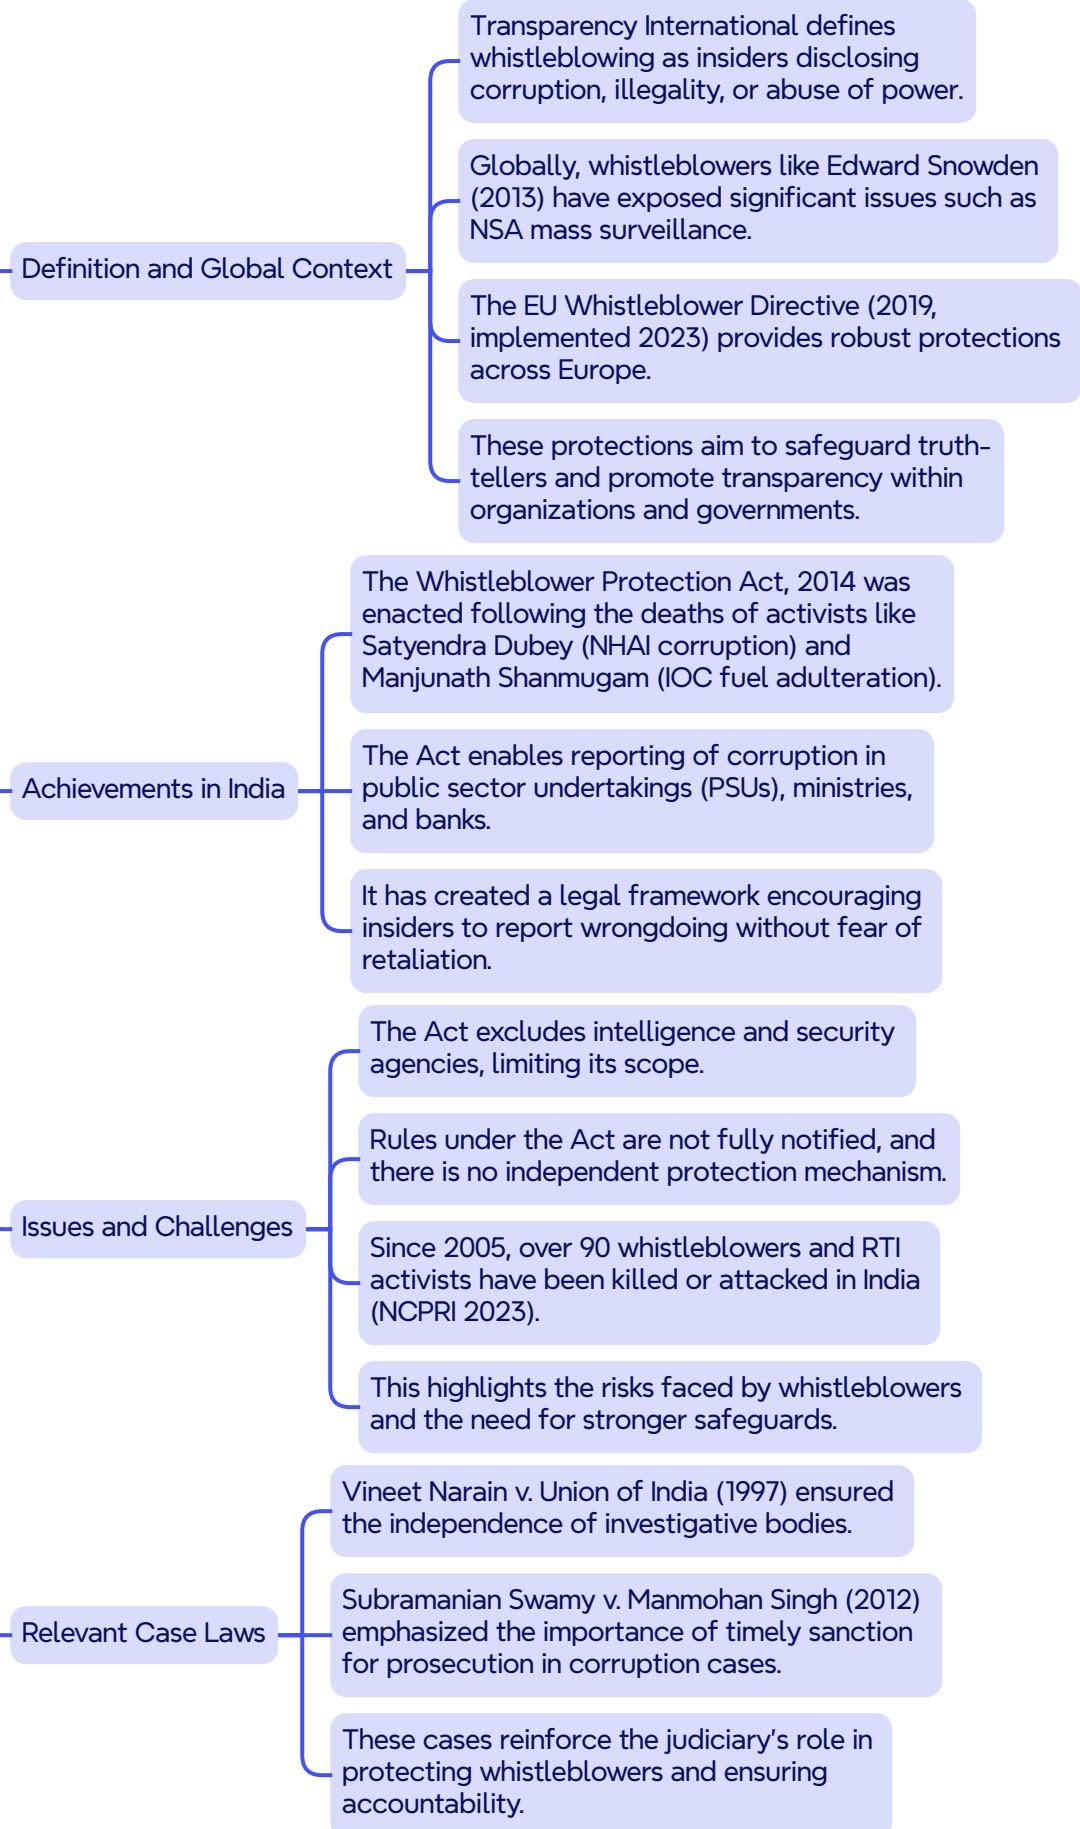 Definition and Global Context
Transparency International defines
whistleblowing as insiders disclosing
corruption, illegality, or abuse of power.
Globally, whistleblowers like Edward Snowden
(2013) have exposed significant issues such as
NSA mass surveillance.
The EU Whistleblower Directive (2019,
implemented 2023) provides robust protections
across Europe.
These protections aim to safeguard truth-
tellers and promote transparency within
organizations and governments.
Achievements in India
The Whistleblower Protection Act, 2014 was
enacted following the deaths of activists like
Satyendra Dubey (NHAI corruption) and
Manjunath Shanmugam (IOC fuel adulteration).
The Act enables reporting of corruption in
public sector undertakings (PSUs), ministries,
and banks.
It has created a legal framework encouraging
insiders to report wrongdoing without fear of
retaliation.
Issues and Challenges
The Act excludes intelligence and security
agencies, limiting its scope.
Rules under the Act are not fully notified, and
there is no independent protection mechanism.
Since 2005, over 90 whistleblowers and RTI
activists have been killed or attacked in India
(NCPRI 2023).
This highlights the risks faced by whistleblowers
and the need for stronger safeguards.
Relevant Case Laws
Vineet Narain v. Union of India (1997) ensured
the independence of investigative bodies.
Subramanian Swamy v. Manmohan Singh (2012)
emphasized the importance of timely sanction
for prosecution in corruption cases.
These cases reinforce the judiciary's role in
protecting whistleblowers and ensuring
accountability.